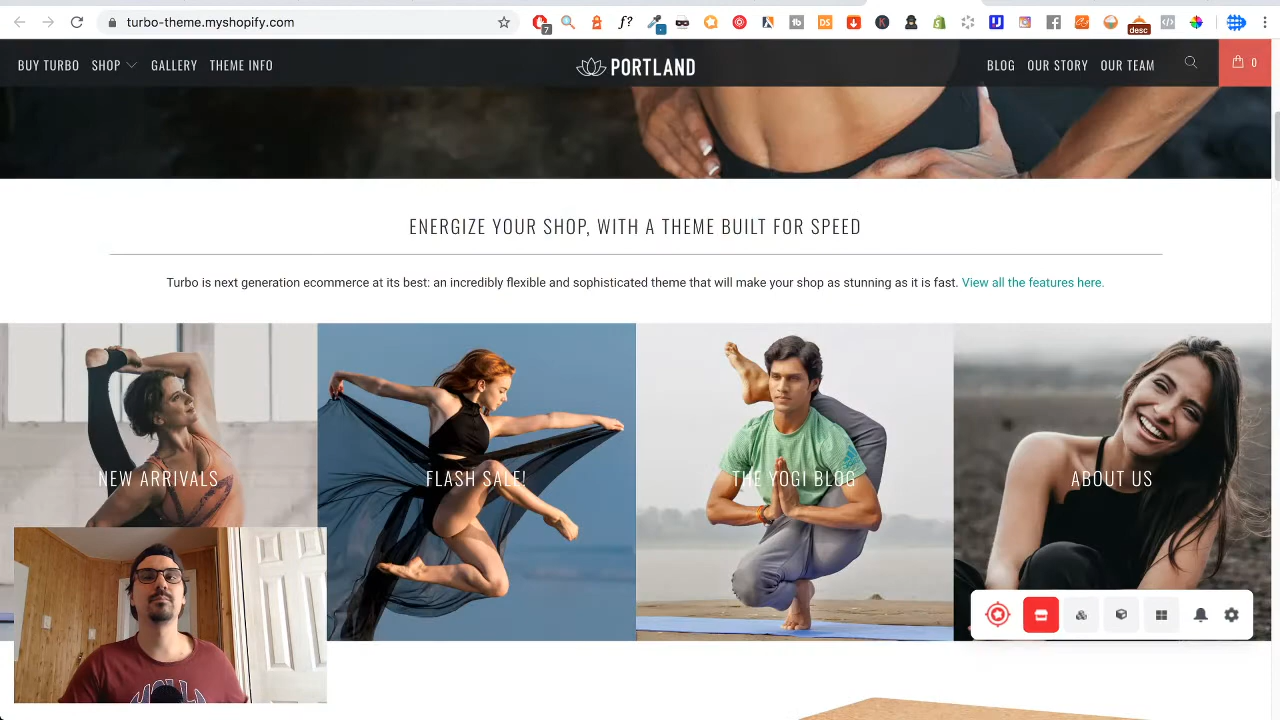 turbo-theme.myshopify.com
f?
7
desc
BUY TURBO SHOP GALLERY THEME INFO
PORTLAND
BLOG OUR STORY OUR TEAM
0
ENERGIZE YOUR SHOP, WITH A THEME BUILT FOR SPEED
Turbo is next generation ecommerce at its best: an incredibly flexible and sophisticated theme that will make your shop as stunning as it is fast. View all the features here.
NEW ARRIVALS
FLASH SALE!
THE YOGI BLOG
ABOUT US